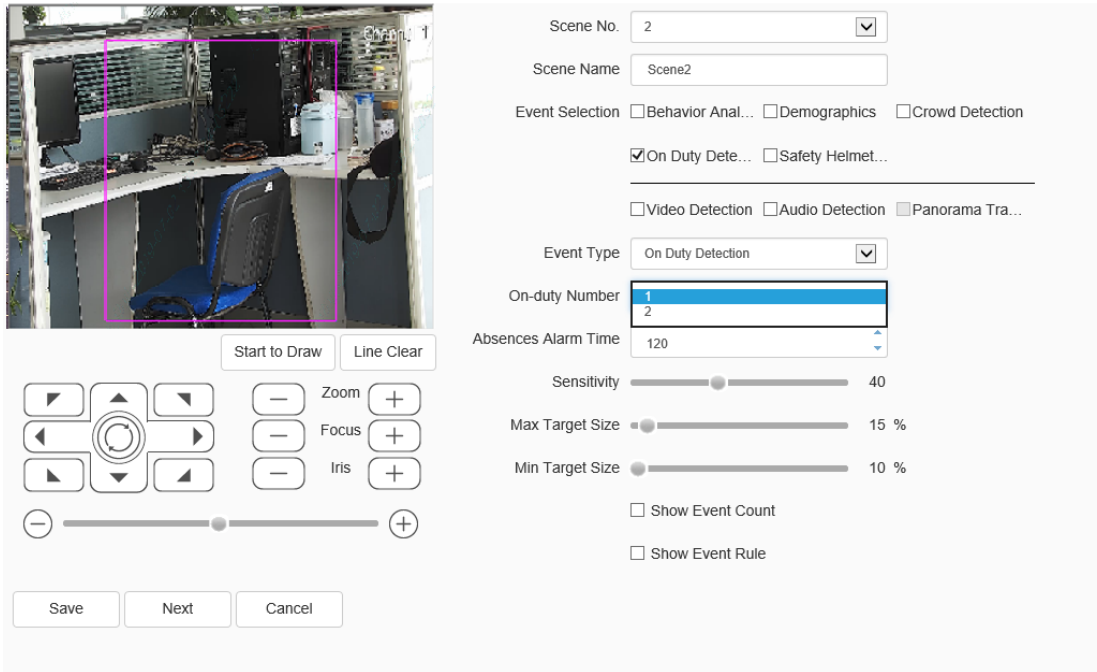 Channel 1
Scene No. 2
Scene Name Scene2
Event Selection Behavior Anal... Demographics Crowd Detection
On Duty Dete... Safety Helmet...
Video Detection Audio Detection Panorama Tra...
Event Type On Duty Detection
On-duty Number 1
2
Absences Alarm Time 120
Start to Draw Line Clear
Sensitivity 40
Zoom
Max Target Size 15 %
Focus
Min Target Size 10 %
Iris
Show Event Count
Show Event Rule
Save Next Cancel